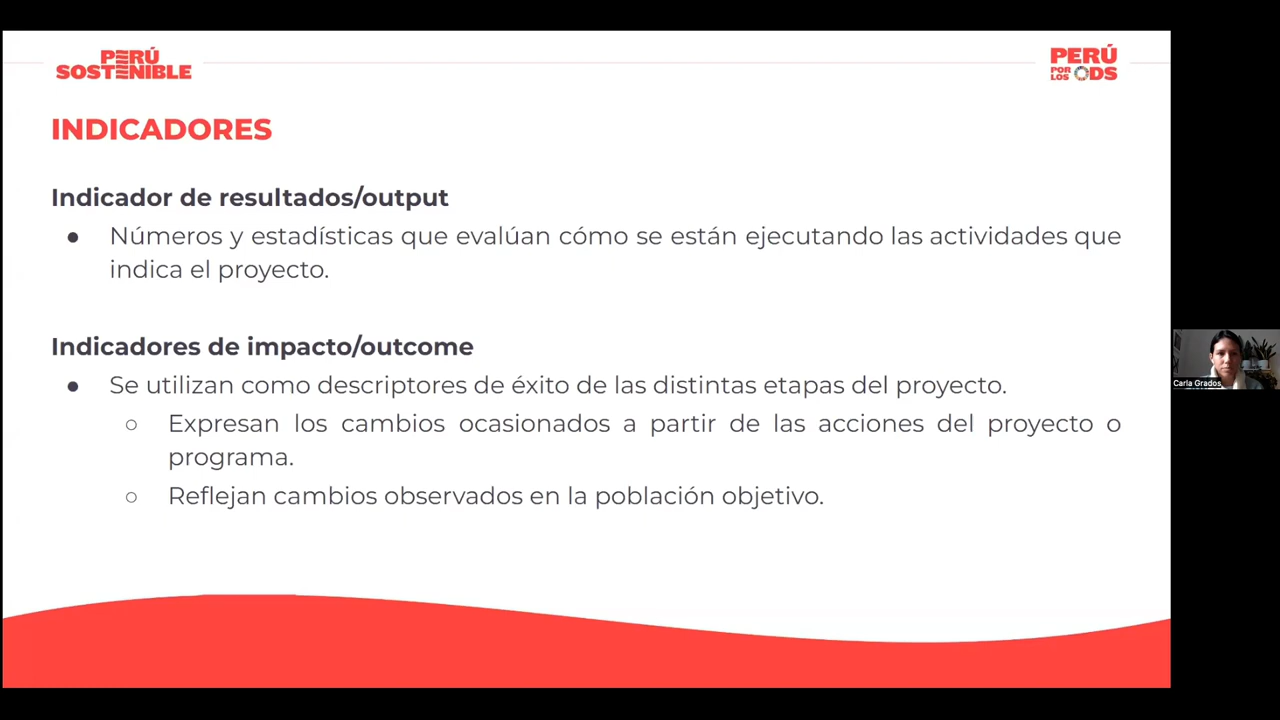 PERÚ
SOSTENIBLE
PERÚ
POR
LOS ODS
INDICADORES
Indicador de resultados/output
● Números y estadísticas que evalúan cómo se están ejecutando las actividades que
indica el proyecto.
Indicadores de impacto/outcome
● Se utilizan como descriptores de éxito de las distintas etapas del proyecto.
○ Expresan los cambios ocasionados a partir de las acciones del proyecto o
programa.
○ Reflejan cambios observados en la población objetivo.
Carla Grados